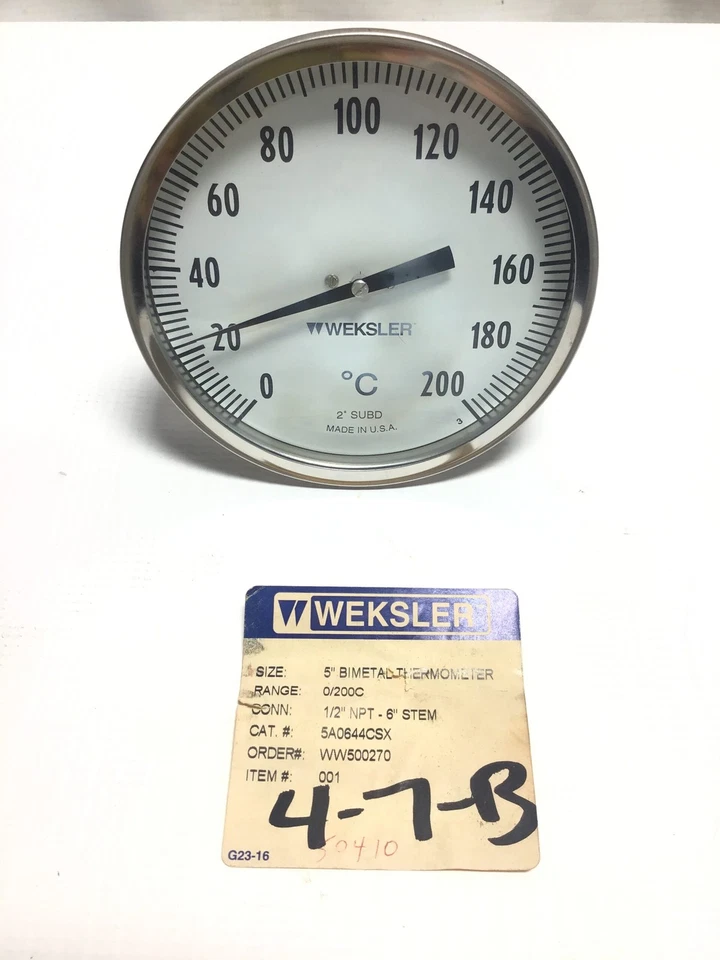 100
80
120
60
140
40
160
20
WEKSLER
180
0
°C
200
2° SUBD
MADE IN U.S.A.
3
WEKSLER
SIZE: 5" BIMETAL THERMOMETER
RANGE: 0/200C
CONN: 1/2" NPT - 6" STEM
CAT. #: 5A0644CSX
ORDER#: WW500270
ITEM #: 001
4-7-B
50410
G23-16